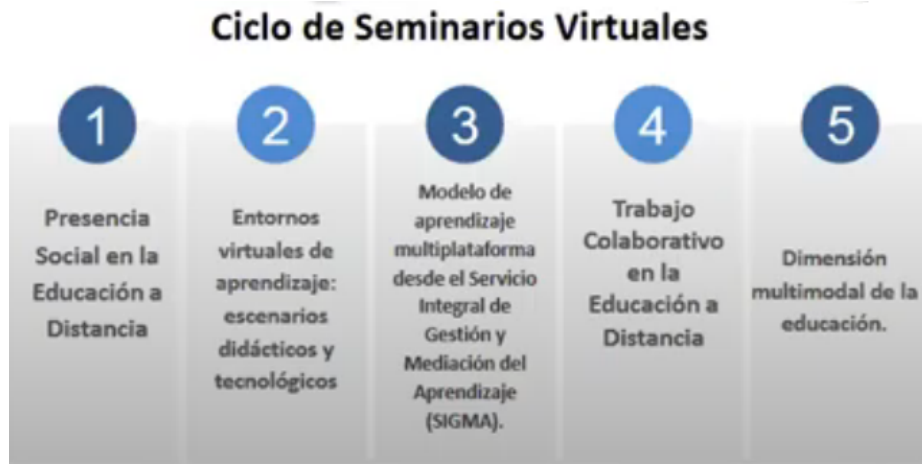 Ciclo de Seminarios Virtuales
1
Presencia
Social en la
Educación a
Distancia
2
Entornos
virtuales de
aprendizaje:
escenarios
didácticos y
tecnológicos
3
Modelo de
aprendizaje
multiplataforma
desde el Servicio
Integral de
Gestión y
Mediación del
Aprendizaje
(SIGMA).
4
Trabajo
Colaborativo
en la
Educación a
Distancia
5
Dimensión
multimodal de la
educación.